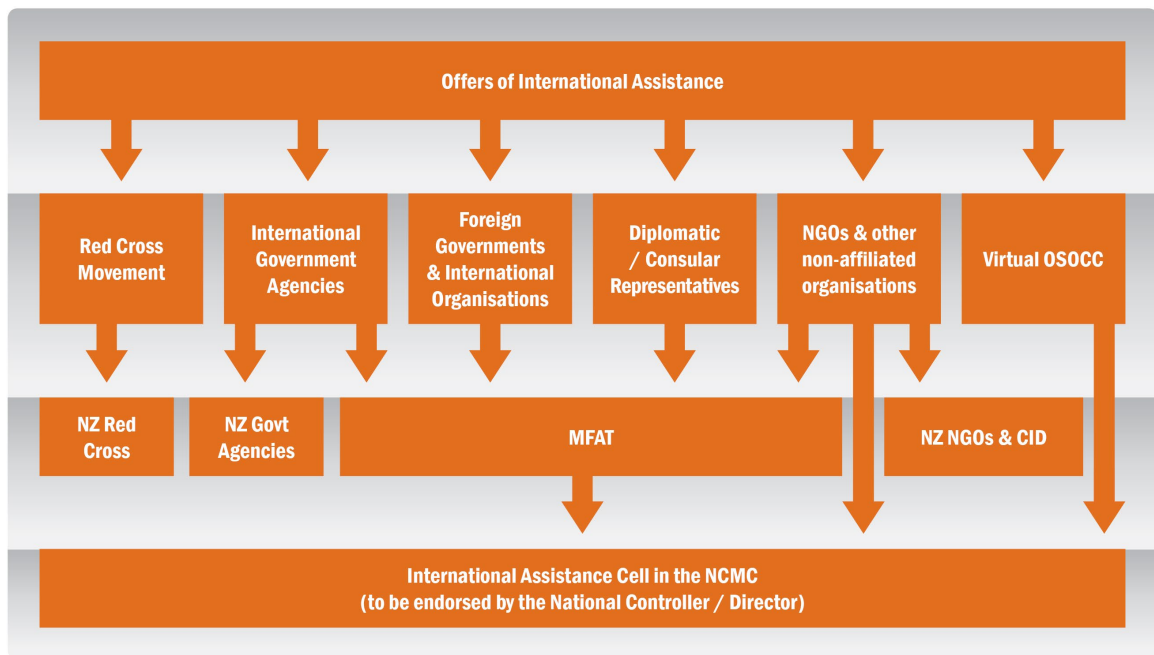 Offers of International Assistance
Red Cross
Movement
International
Government
Agencies
Foreign
Governments
& International
Organisations
Diplomatic
/ Consular
Representatives
NGOs & other
non-affiliated
organisations
Virtual OSOCC
NZ Red
Cross
NZ Govt
Agencies
MFAT
NZ NGOs & CID
International Assistance Cell in the NCMC
(to be endorsed by the National Controller / Director)